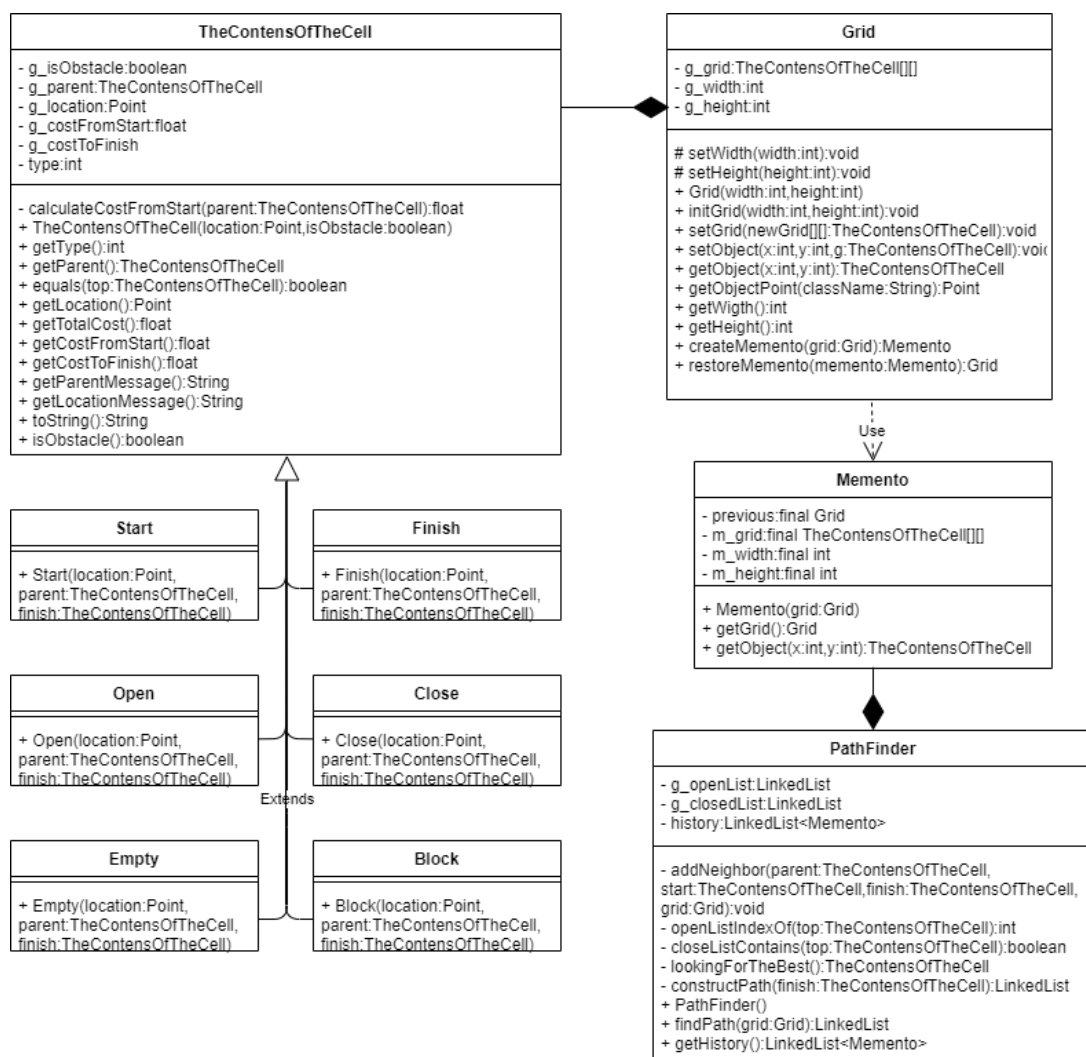 TheContensOfTheCell
- g_isObstacle:boolean
- g_parent:TheContensOfTheCell
- g_location:Point
- g_costFromStart:float
- g_costToFinish
- type:int
- calculateCostFromStart(parent:TheContensOfTheCell):float
+ TheContensOfTheCell(location:Point,isObstacle:boolean)
+ getType():int
+ getParent():TheContensOfTheCell
+ equals(top:TheContensOfTheCell):boolean
+ getLocation():Point
+ getTotalCost():float
+ getCostFromStart():float
+ getCostToFinish():float
+ getParentMessage():String
+ getLocationMessage():String
+ toString():String
+ isObstacle():boolean
Grid
- g_grid:TheContensOfTheCell[][]
- g_width:int
- g_height:int
# setWidth(width:int):void
# setHeight(height:int):void
+ Grid(width:int,height:int)
+ initGrid(width:int,height:int):void
+ setGrid(newGrid[][]:TheContensOfTheCell):void
+ setObject(x:int,y:int,g:TheContensOfTheCell):void
+ getObject(x:int,y:int):TheContensOfTheCell
+ getObjectPoint(className:String):Point
+ getWigth():int
+ getHeight():int
+ createMemento(grid:Grid):Memento
+ restoreMemento(memento:Memento):Grid
Use
Memento
- previous:final Grid
- m_grid:final TheContensOfTheCell[][]
- m_width:final int
- m_height:final int
+ Memento(grid:Grid)
+ getGrid():Grid
+ getObject(x:int,y:int):TheContensOfTheCell
Start
+ Start(location:Point,
parent:TheContensOfTheCell,
finish:TheContensOfTheCell)
Finish
+ Finish(location:Point,
parent:TheContensOfTheCell,
finish:TheContensOfTheCell)
Open
+ Open(location:Point,
parent:TheContensOfTheCell,
finish:TheContensOfTheCell)
Close
+ Close(location:Point,
parent:TheContensOfTheCell,
finish:TheContensOfTheCell)
Extends
Empty
+ Empty(location:Point,
parent:TheContensOfTheCell,
finish:TheContensOfTheCell)
Block
+ Block(location:Point,
parent:TheContensOfTheCell,
finish:TheContensOfTheCell)
PathFinder
- g_openList:LinkedList
- g_closedList:LinkedList
- history:LinkedList<Memento>
- addNeighbor(parent:TheContensOfTheCell,
start:TheContensOfTheCell,finish:TheContensOfTheCell,
grid:Grid):void
- openListIndexOf(top:TheContensOfTheCell):int
- closeListContains(top:TheContensOfTheCell):boolean
- lookingForTheBest():TheContensOfTheCell
- constructPath(finish:TheContensOfTheCell):LinkedList
+ PathFinder()
+ findPath(grid:Grid):LinkedList
+ getHistory():LinkedList<Memento>